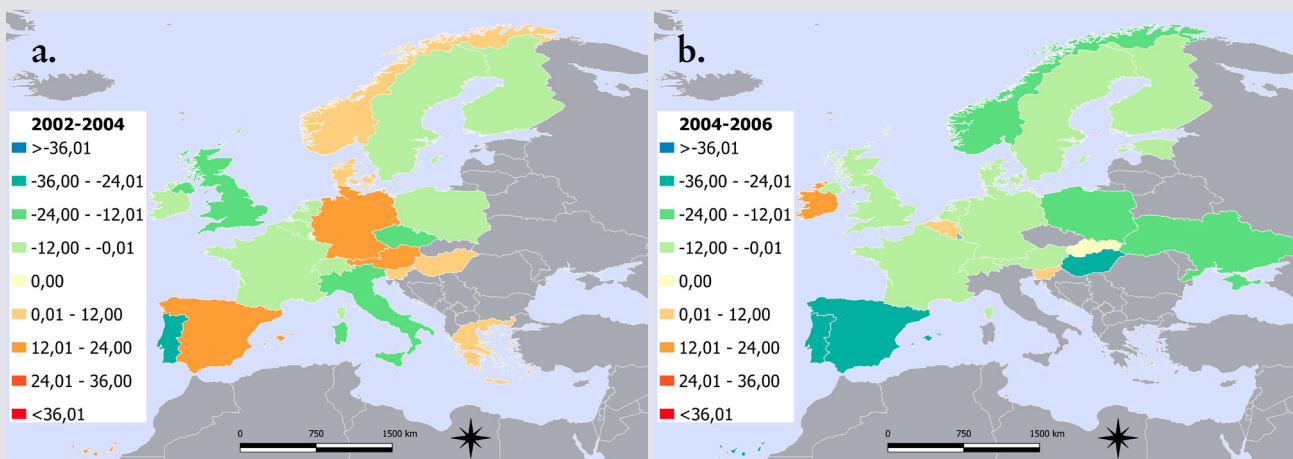 a.
2002-2004
>-36,01
-36,00 - -24,01
-24,00 - -12,01
-12,00 - -0,01
0,00
0,01 - 12,00
12,01 - 24,00
24,01 - 36,00
<36,01
0 750 1500 km
b.
2004-2006
>-36,01
-36,00 - -24,01
-24,00 - -12,01
-12,00 - -0,01
0,00
0,01 - 12,00
12,01 - 24,00
24,01 - 36,00
<36,01
0 750 1500 km